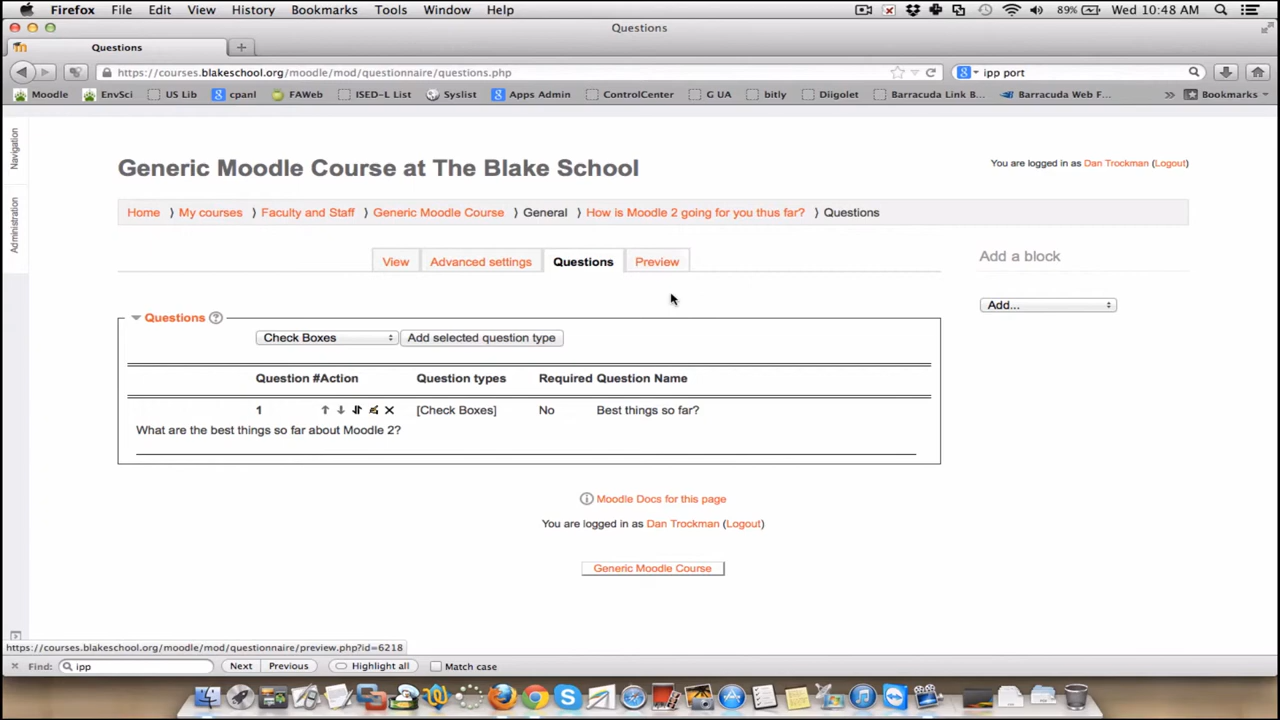 Firefox File Edit View History Bookmarks Tools Window Help 89% Wed 10:48 AM
Questions
Questions
https://courses.blakeschool.org/moodle/mod/questionnaire/questions.php ipp port
Moodle EnvSci US Lib cpanl FAWeb ISED-L List Syslist Apps Admin ControlCenter G UA bitly Diigolet Barracuda Link B... Barracuda Web F... » Bookmarks
Navigation
Administration
Generic Moodle Course at The Blake School
You are logged in as Dan Trockman (Logout)
Home 〉 My courses 〉 Faculty and Staff 〉 Generic Moodle Course 〉 General 〉 How is Moodle 2 going for you thus far? 〉 Questions
View Advanced settings Questions Preview
Add a block
Add...
Questions
Check Boxes Add selected question type
Question #Action Question types Required Question Name
1 [Check Boxes] No Best things so far?
What are the best things so far about Moodle 2?
Moodle Docs for this page
You are logged in as Dan Trockman (Logout)
Generic Moodle Course
https://courses.blakeschool.org/moodle/mod/questionnaire/preview.php?id=6218
Find: ipp Next Previous Highlight all Match case